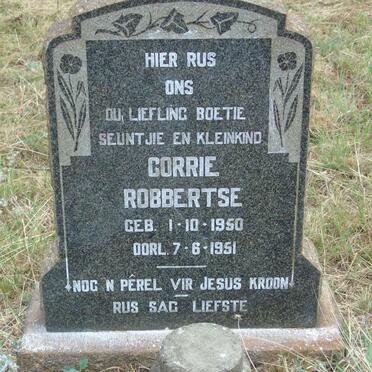 HIER RUS
ONS
OU LIEFLING BOETIE
SEUNTJIE EN KLEINKIND
CORRIE
ROBBERTSE
GEB. 1-10-1950
OORL. 7-6-1951
NOG 'N PÊREL VIR JESUS KROON
RUS SAG LIEFSTE